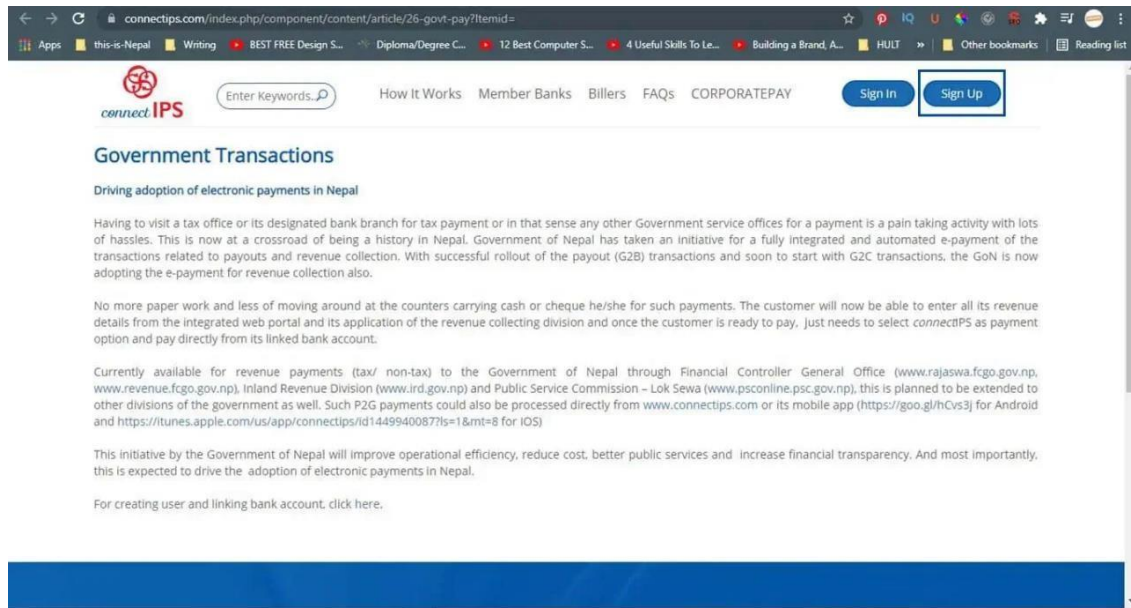 connectips.com/index.php/component/content/article/26-govt-pay?Itemid=
Apps this-is-Nepal Writing BEST FREE Design S... Diploma/Degree C... 12 Best Computer S... 4 Useful Skills To Le... Building a Brand, A... HULT » Other bookmarks Reading list
connectIPS
Enter Keywords.. How It Works Member Banks Billers FAQs CORPORATEPAY Sign In Sign Up
Government Transactions
Driving adoption of electronic payments in Nepal
Having to visit a tax office or its designated bank branch for tax payment or in that sense any other Government service offices for a payment is a pain taking activity with lots
of hassles. This is now at a crossroad of being a history in Nepal. Government of Nepal has taken an initiative for a fully integrated and automated e-payment of the
transactions related to payouts and revenue collection. With successful rollout of the payout (G2B) transactions and soon to start with G2C transactions, the GoN is now
adopting the e-payment for revenue collection also.
No more paper work and less of moving around at the counters carrying cash or cheque he/she for such payments. The customer will now be able to enter all its revenue
details from the integrated web portal and its application of the revenue collecting division and once the customer is ready to pay, just needs to select connectIPS as payment
option and pay directly from its linked bank account.
Currently available for revenue payments (tax/ non-tax) to the Government of Nepal through Financial Controller General Office (www.rajaswa.fcgo.gov.np,
www.revenue.fcgo.gov.np), Inland Revenue Division (www.ird.gov.np) and Public Service Commission – Lok Sewa (www.psconline.psc.gov.np), this is planned to be extended to
other divisions of the government as well. Such P2G payments could also be processed directly from www.connectips.com or its mobile app (https://goo.gl/hCvs3j for Android
and https://itunes.apple.com/us/app/connectips/id1449940087?ls=1&mt=8 for IOS)
This initiative by the Government of Nepal will improve operational efficiency, reduce cost, better public services and increase financial transparency. And most importantly,
this is expected to drive the adoption of electronic payments in Nepal.
For creating user and linking bank account, click here.